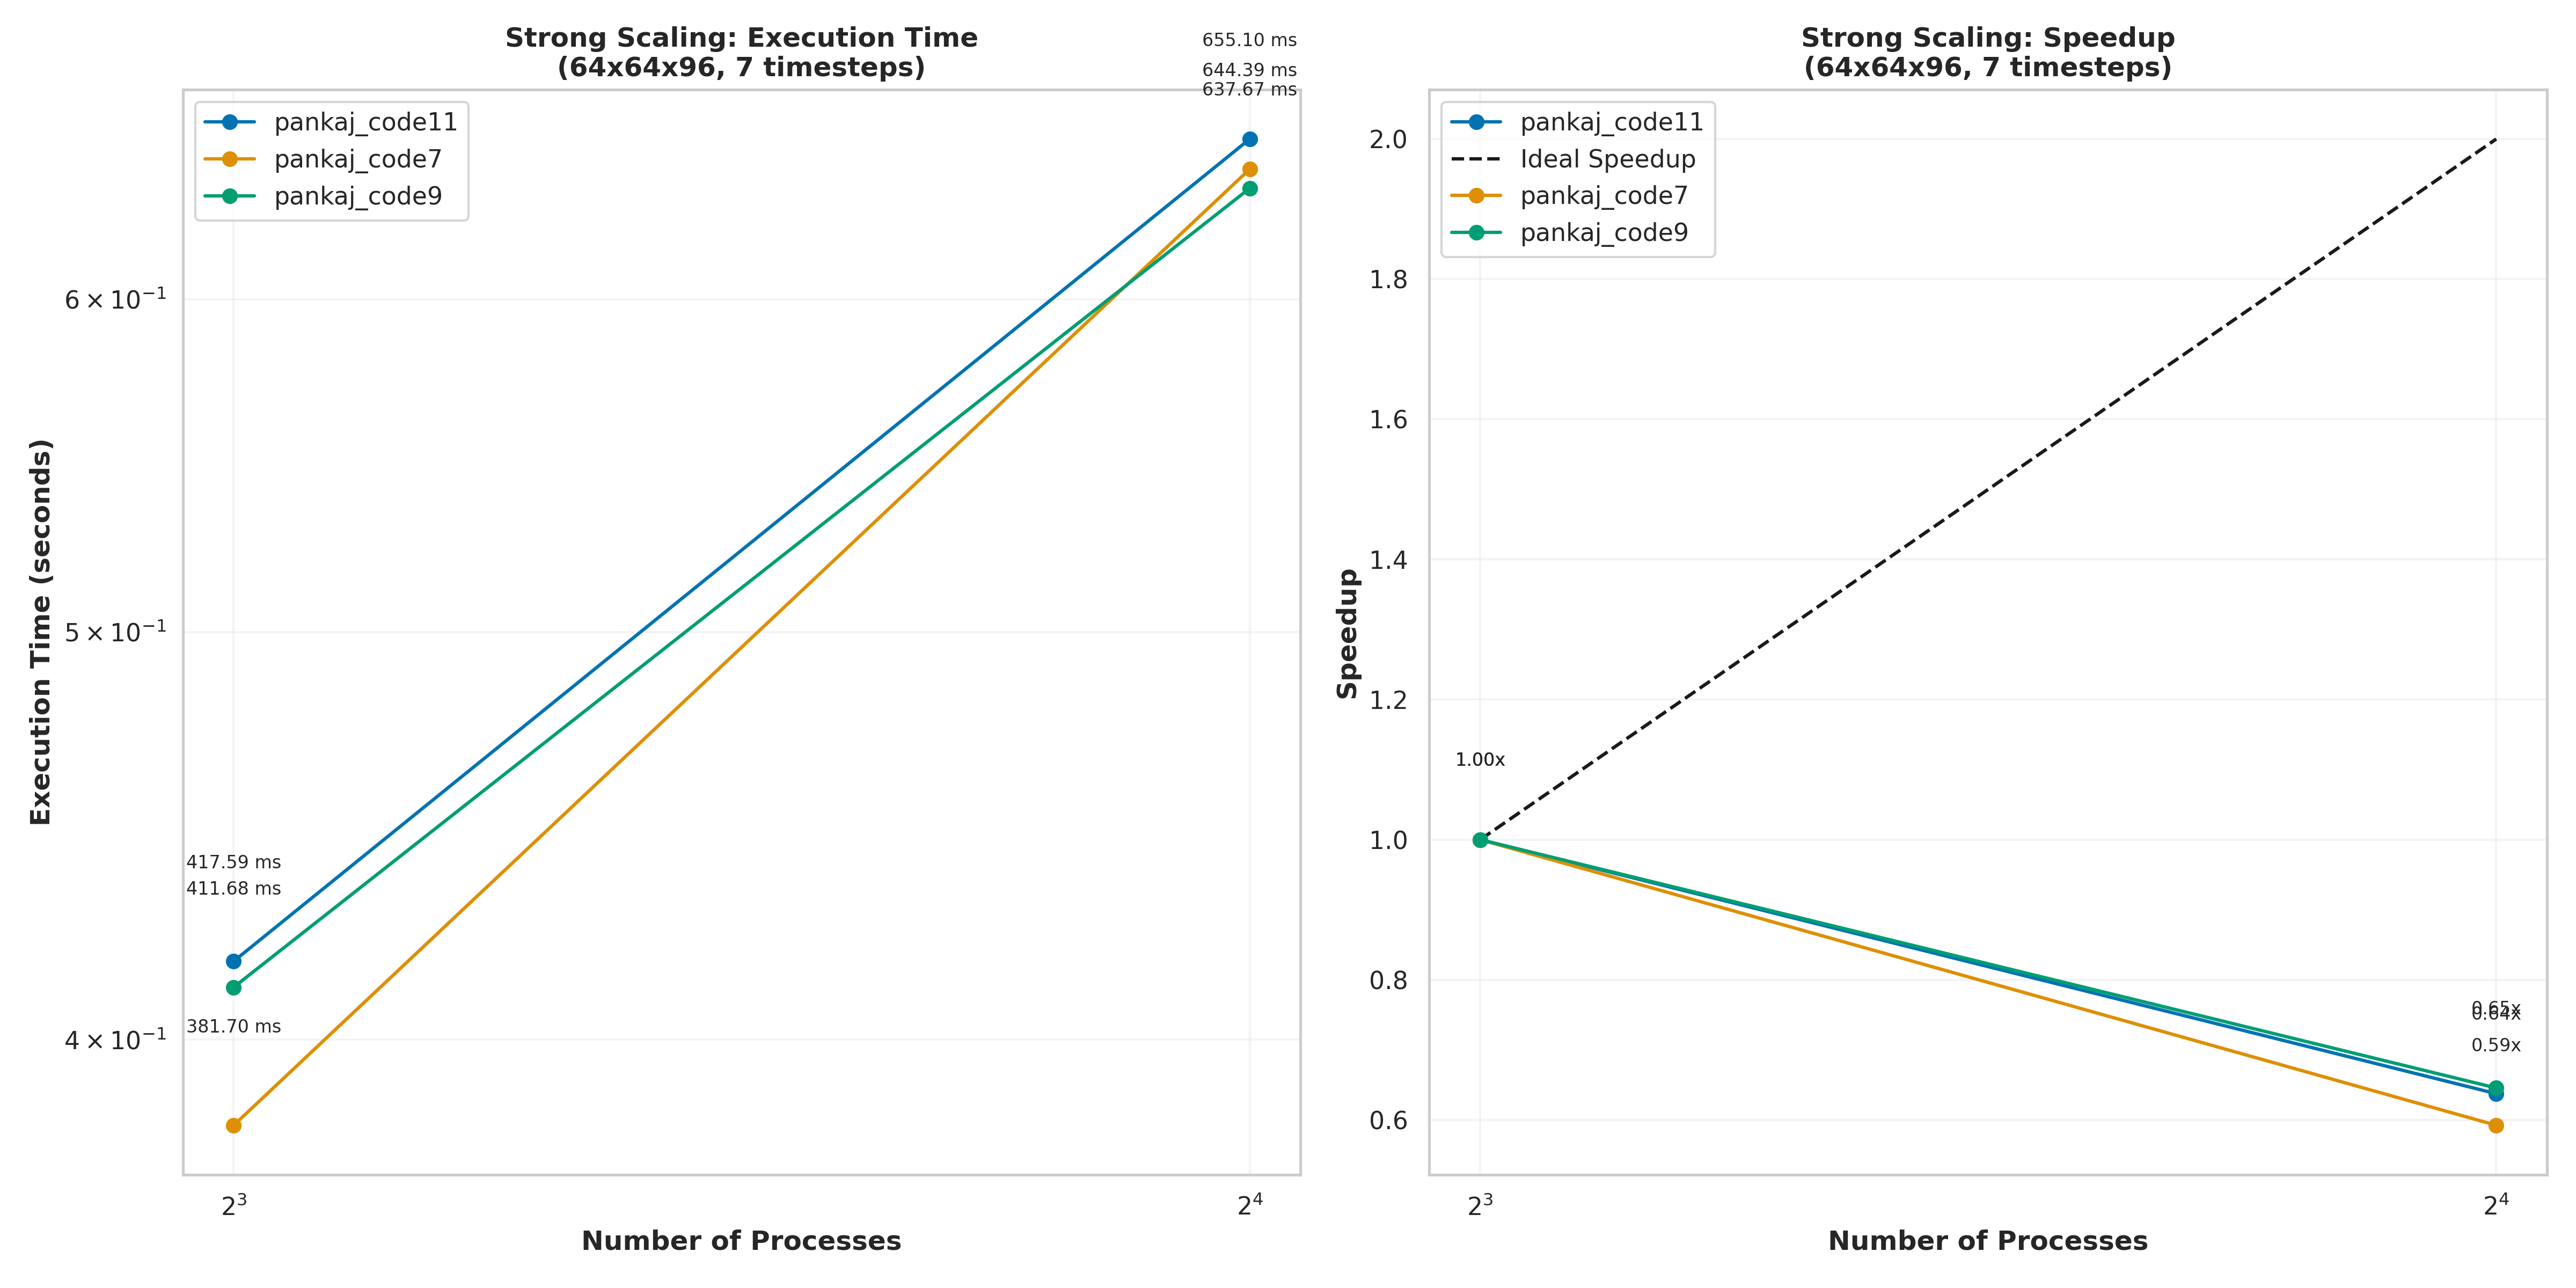 Strong Scaling: Execution Time
(64x64x96, 7 timesteps)
655.10 ms
644.39 ms
637.67 ms
pankaj_code11
pankaj_code7
pankaj_code9
6 × 10⁻¹
5 × 10⁻¹
4 × 10⁻¹
Execution Time (seconds)
417.59 ms
411.68 ms
381.70 ms
2³
2⁴
Number of Processes
Strong Scaling: Speedup
(64x64x96, 7 timesteps)
pankaj_code11
Ideal Speedup
pankaj_code7
pankaj_code9
2.0
1.8
1.6
1.4
1.2
1.0
0.8
0.6
Speedup
1.00x
0.65x
0.64x
0.59x
2³
2⁴
Number of Processes